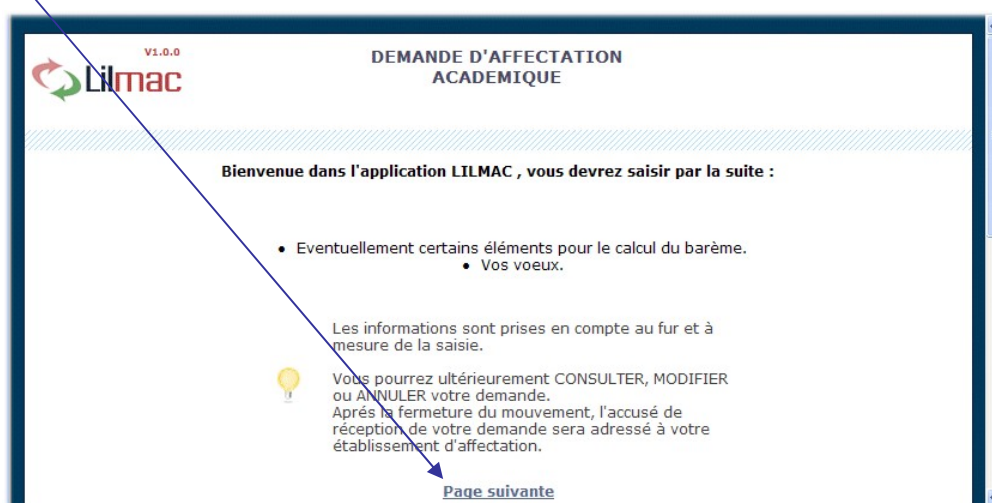 V1.0.0
Lilmac
DEMANDE D'AFFECTATION
ACADEMIQUE
Bienvenue dans l'application LILMAC , vous devrez saisir par la suite :
• Eventuellement certains éléments pour le calcul du barème.
• Vos voeux.
Les informations sont prises en compte au fur et à
mesure de la saisie.
Vous pourrez ultérieurement CONSULTER, MODIFIER
ou ANNULER votre demande.
Aprés la fermeture du mouvement, l'accusé de
réception de votre demande sera adressé à votre
établissement d'affectation.
Page suivante